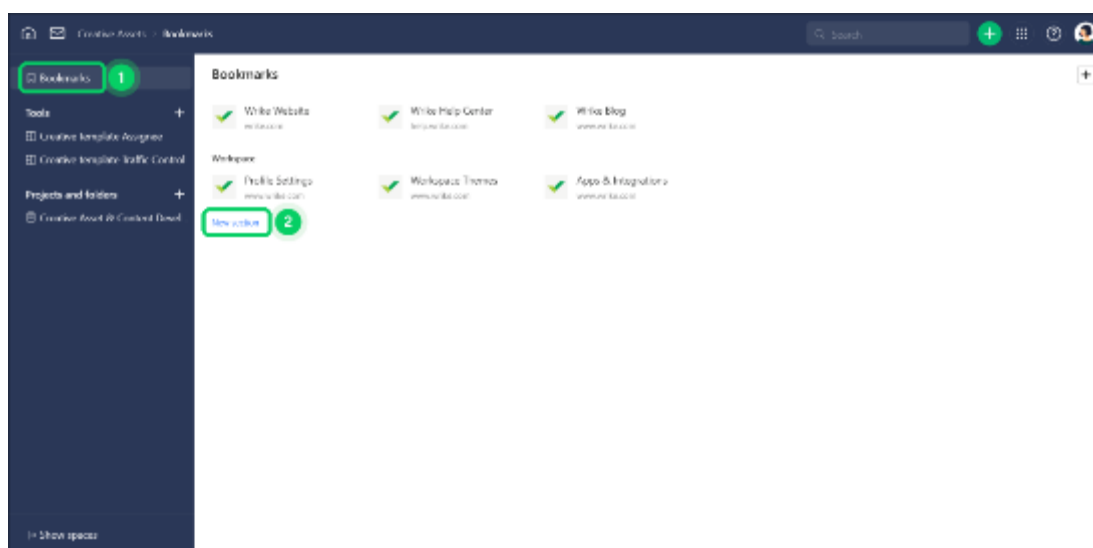 Creative Assets > Bookmarks
Search
Bookmarks
1
Tools
Creative template Assignee
Creative template Traffic Control
Projects and folders
Creative Asset & Content Devel
Show spaces
Bookmarks
Wrike Website
wrike.com
Wrike Help Center
help.wrike.com
Wrike Blog
www.wrike.com
Workspace
Profile Settings
www.wrike.com
Workspace Themes
www.wrike.com
Apps & Integrations
www.wrike.com
New section
2